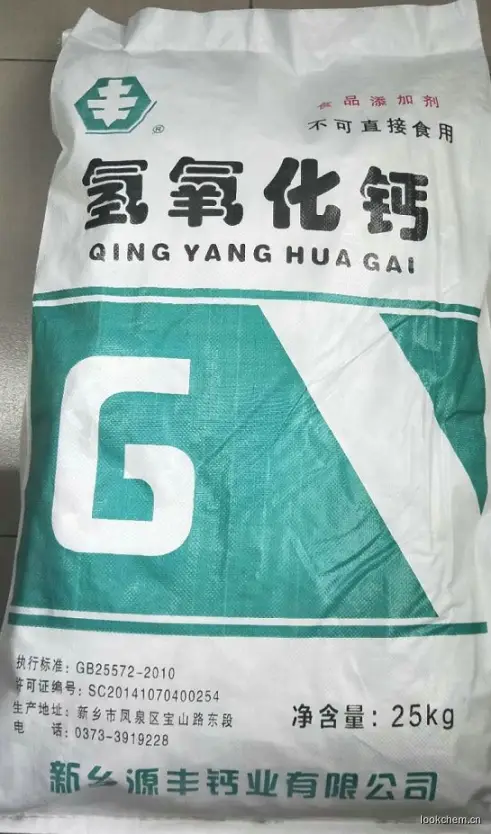 丰
®
食品添加剂
不可直接食用
氢氧化钙
QING YANG HUA GAI
G
执行标准: GB25572-2010
许可证编号: SC20141070400254
生产地址: 新乡市凤泉区宝山路东段
电 话: 0373-3919228
净含量: 25kg
新乡源丰钙业有限公司
lookchem.cn